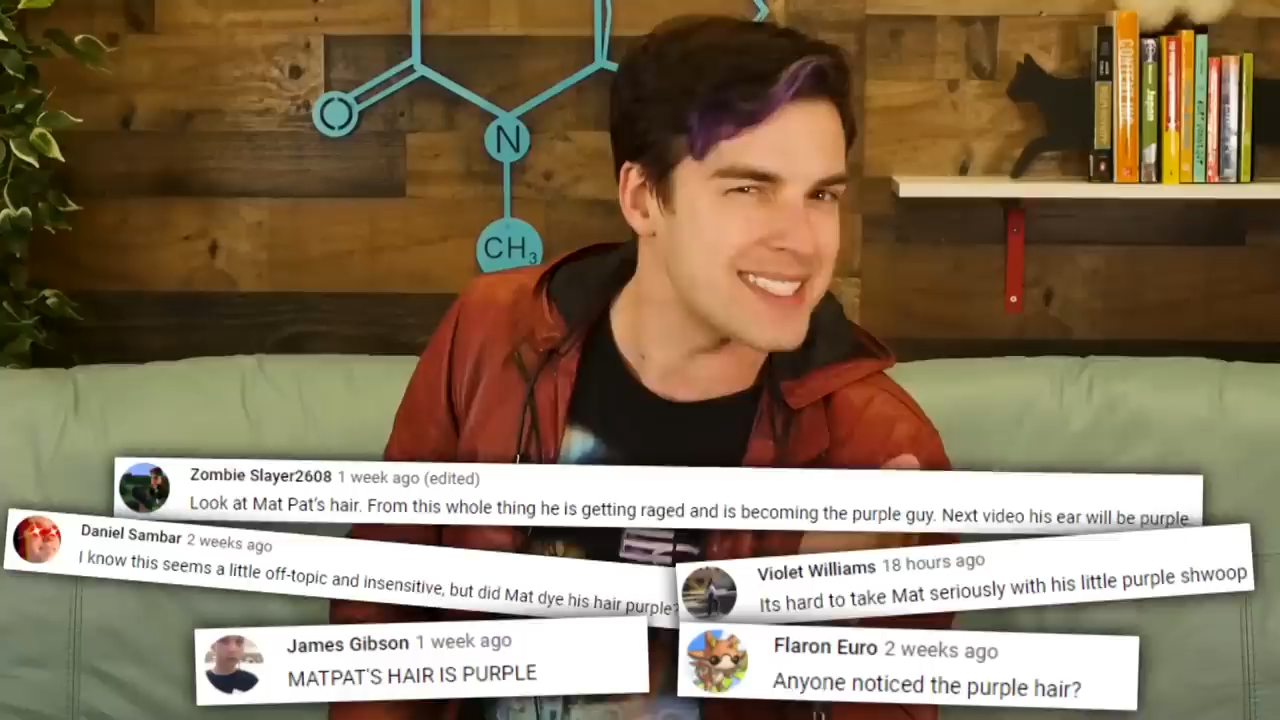 O
N
CH3
Japan
Zombie Slayer2608 1 week ago (edited)
Look at Mat Pat's hair. From this whole thing he is getting raged and is becoming the purple guy. Next video his ear will be purple
Daniel Sambar 2 weeks ago
I know this seems a little off-topic and insensitive, but did Mat dye his hair purple?
Violet Williams 18 hours ago
Its hard to take Mat seriously with his little purple shwoop
James Gibson 1 week ago
MATPAT'S HAIR IS PURPLE
Flaron Euro 2 weeks ago
Anyone noticed the purple hair?